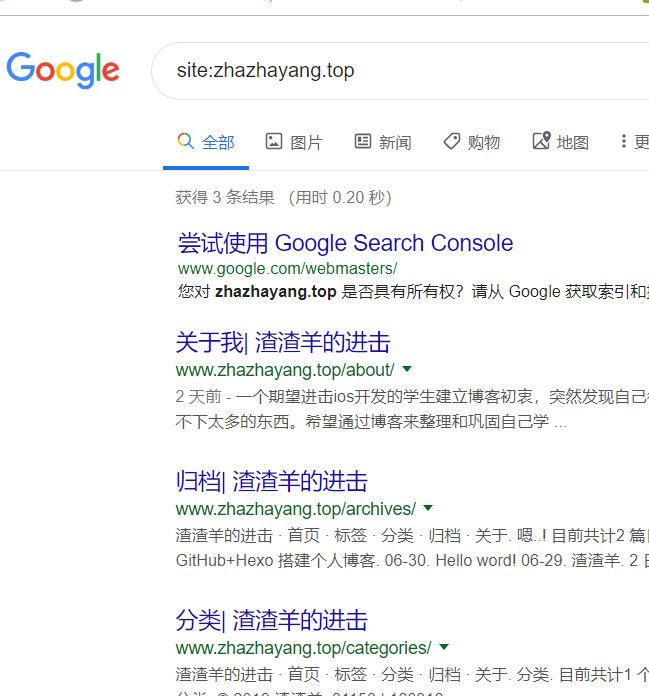 Google
site:zhazhayang.top
全部 图片 新闻 购物 地图 更
获得 3 条结果 （用时 0.20 秒）
尝试使用 Google Search Console
www.google.com/webmasters/
您对 zhazhayang.top 是否具有所有权？请从 Google 获取索引和
关于我| 渣渣羊的进击
www.zhazhayang.top/about/
2 天前 - 一个期望进击ios开发的学生建立博客初衷，突然发现自己
不下太多的东西。希望通过博客来整理和巩固自己学 ...
归档| 渣渣羊的进击
www.zhazhayang.top/archives/
渣渣羊的进击 · 首页 · 标签 · 分类 · 归档 · 关于. 嗯..! 目前共计2 篇
GitHub+Hexo 搭建个人博客. 06-30. Hello word! 06-29. 渣渣羊. 2
分类| 渣渣羊的进击
www.zhazhayang.top/categories/
渣渣羊的进击 · 首页 · 标签 · 分类 · 归档 · 关于. 分类. 目前共计1 个